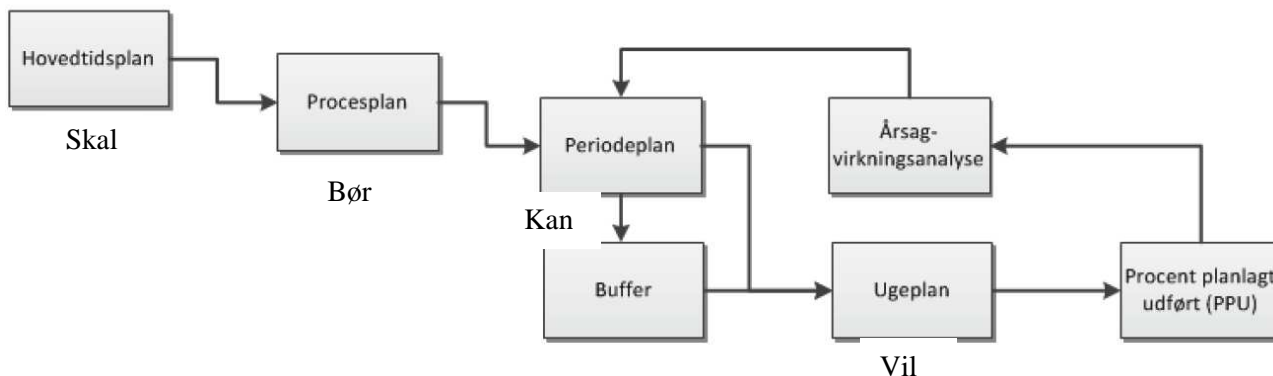 Hovedtidsplan
Skal
Procesplan
Bør
Periodeplan
Kan
Buffer
Årsag-
virkningsanalyse
Ugeplan
Vil
Procent planlagt
udført (PPU)